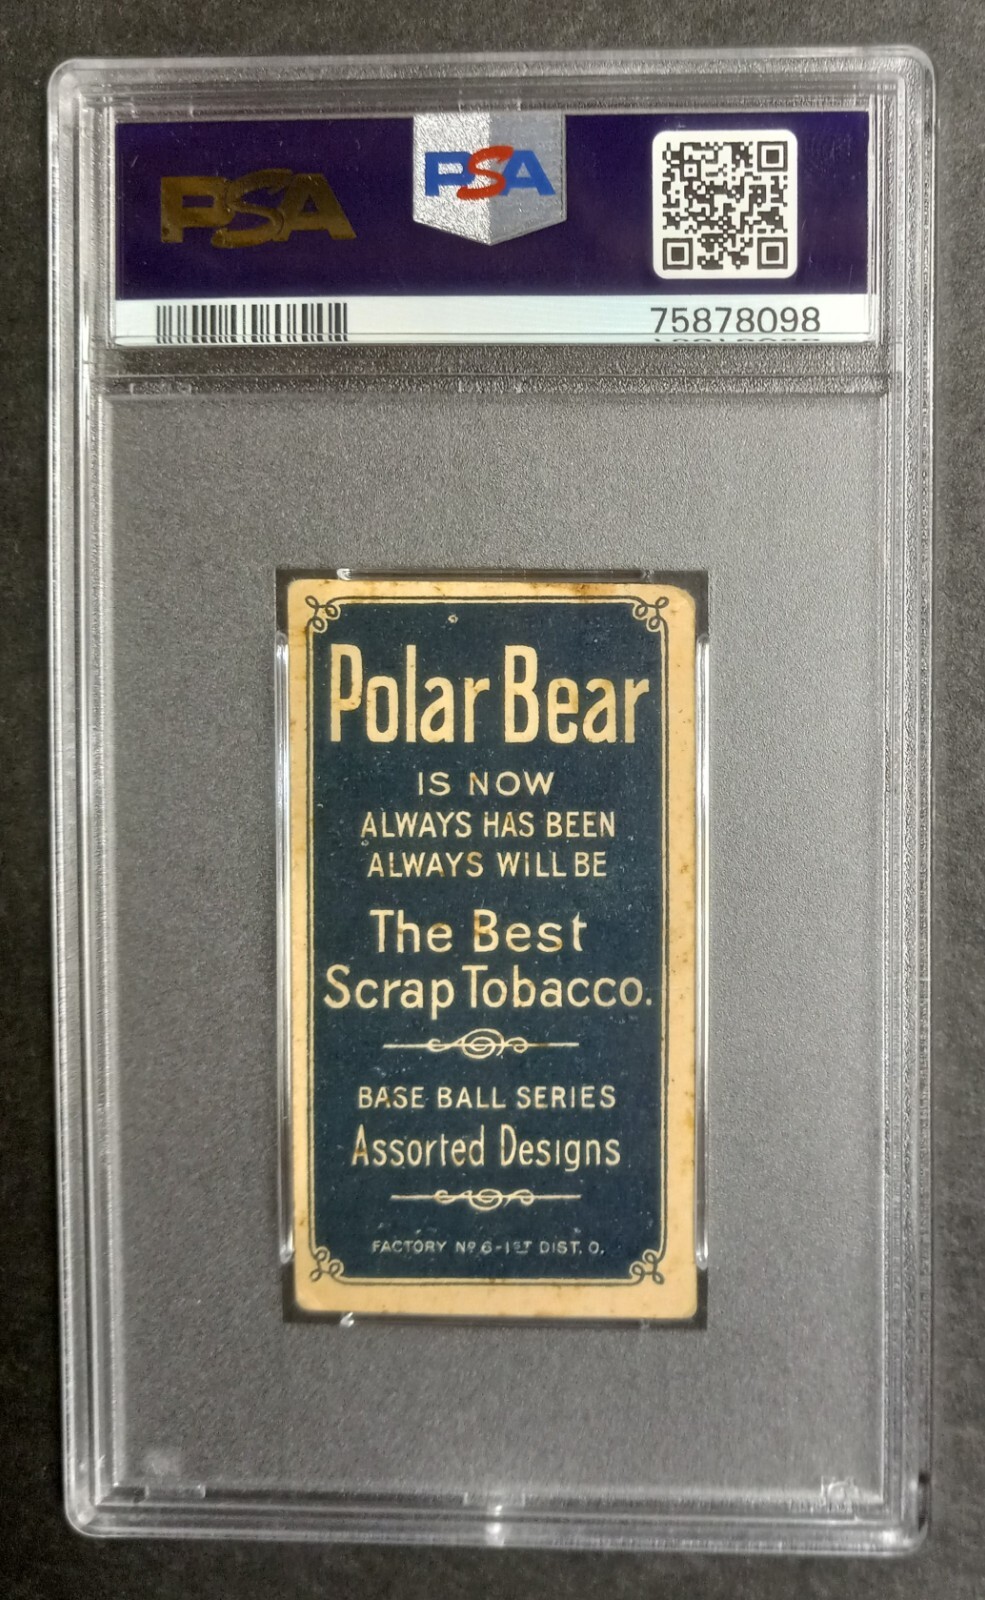 PSA
PSA
75878098
Polar Bear
IS NOW
ALWAYS HAS BEEN
ALWAYS WILL BE
The Best
Scrap Tobacco.
BASE BALL SERIES
Assorted Designs
FACTORY Nº 6-1ST DIST. O.